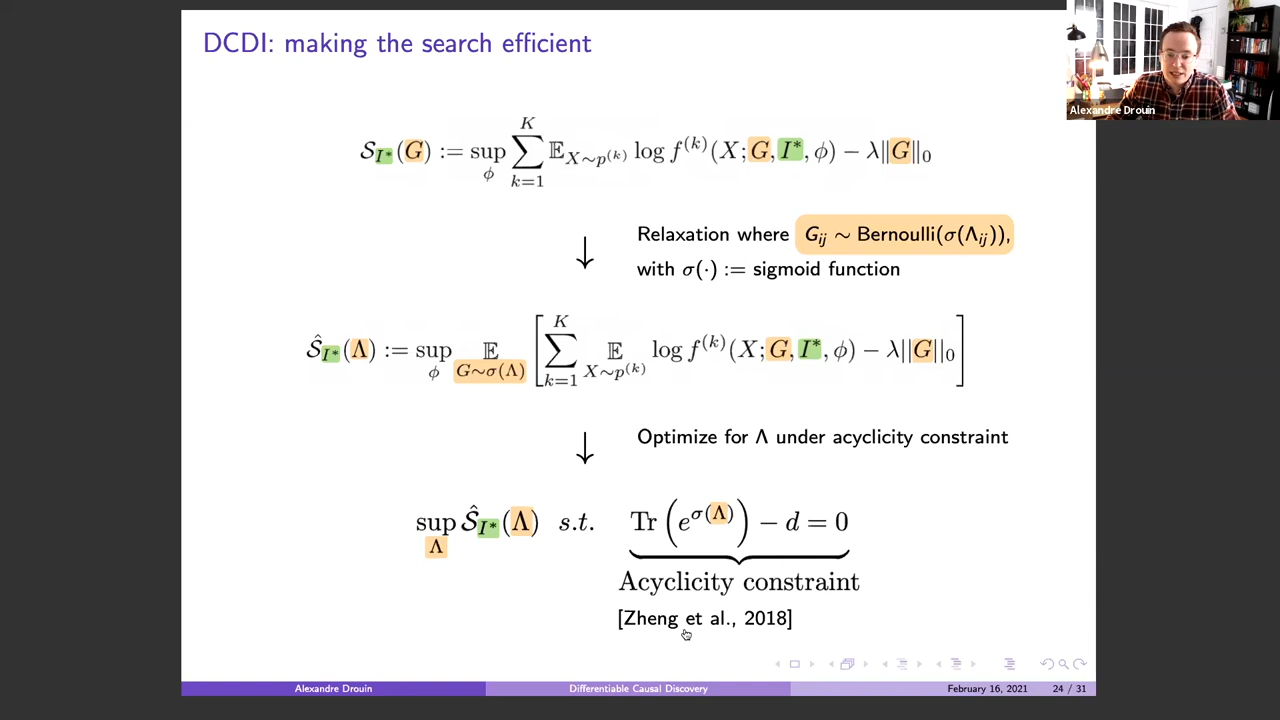 DCDI: making the search efficient
Alexandre Drouin
𝒮_{I*}(G) := sup_ϕ ∑_{k=1}^{K} 𝔼_{X∼p^{(k)}} log f^{(k)}(X; G, I*, ϕ) − λ||G||_0
↓ Relaxation where G_{ij} ∼ Bernoulli(σ(Λ_{ij})),
with σ(·) := sigmoid function
𝒮̂_{I*}(Λ) := sup_ϕ 𝔼_{G∼σ(Λ)} [ ∑_{k=1}^{K} 𝔼_{X∼p^{(k)}} log f^{(k)}(X; G, I*, ϕ) − λ||G||_0 ]
↓ Optimize for Λ under acyclicity constraint
sup_Λ 𝒮̂_{I*}(Λ) s.t. Tr(e^{σ(Λ)}) − d = 0
Acyclicity constraint
[Zheng et al., 2018]
Alexandre Drouin Differentiable Causal Discovery February 16, 2021 24 / 31